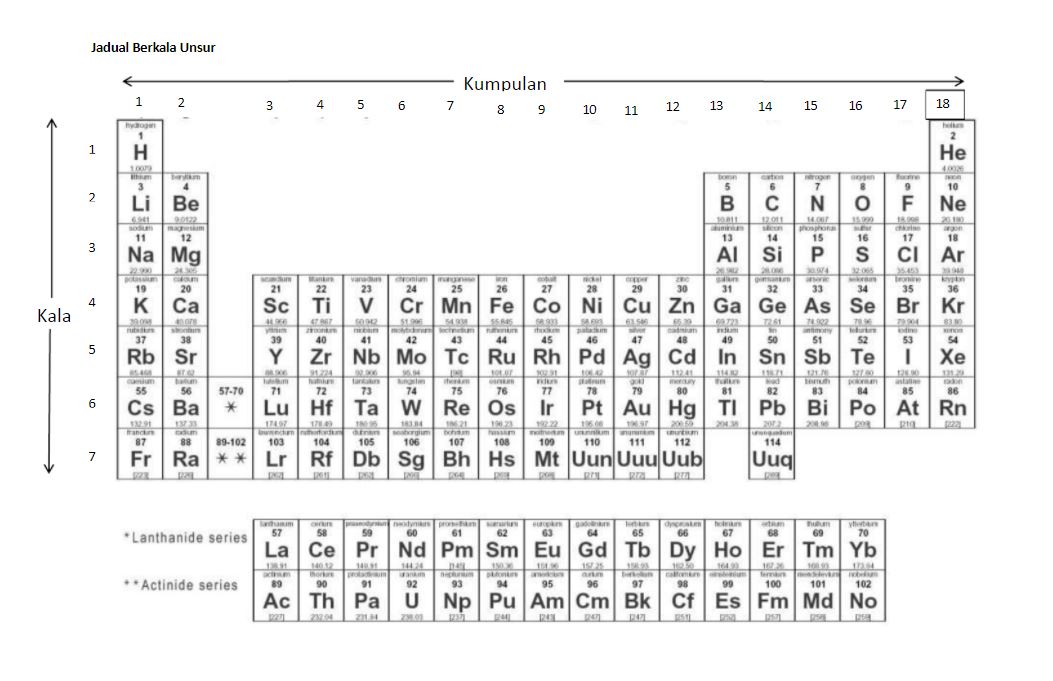 Jadual Berkala Unsur
Kumpulan
1 2 3 4 5 6 7 8 9 10 11 12 13 14 15 16 17 18
Kala
1
hydrogen helium
1 2
H He
1.0079 4.0026
2
lithium beryllium boron carbon nitrogen oxygen fluorine neon
3 4 5 6 7 8 9 10
Li Be B C N O F Ne
6.941 9.0122 10.811 12.011 14.007 15.999 18.998 20.180
3
sodium magnesium aluminium silicon phosphorus sulfur chlorine argon
11 12 13 14 15 16 17 18
Na Mg Al Si P S Cl Ar
22.990 24.305 26.982 28.086 30.974 32.065 35.453 39.948
4
potassium calcium scandium titanium vanadium chromium manganese iron cobalt nickel copper zinc gallium germanium arsenic selenium bromine krypton
19 20 21 22 23 24 25 26 27 28 29 30 31 32 33 34 35 36
K Ca Sc Ti V Cr Mn Fe Co Ni Cu Zn Ga Ge As Se Br Kr
39.098 40.078 44.956 47.867 50.942 51.996 54.938 55.845 58.933 58.693 63.546 65.39 69.723 72.61 74.922 78.96 79.904 83.80
5
rubidium strontium yttrium zirconium niobium molybdenum technetium ruthenium rhodium palladium silver cadmium indium tin antimony tellurium iodine xenon
37 38 39 40 41 42 43 44 45 46 47 48 49 50 51 52 53 54
Rb Sr Y Zr Nb Mo Tc Ru Rh Pd Ag Cd In Sn Sb Te I Xe
85.468 87.62 88.906 91.224 92.906 95.94 [98] 101.07 102.91 106.42 107.87 112.41 114.82 118.71 121.76 127.60 126.90 131.29
6
caesium barium lutetium hafnium tantalum tungsten rhenium osmium iridium platinum gold mercury thallium lead bismuth polonium astatine radon
55 56 57-70 71 72 73 74 75 76 77 78 79 80 81 82 83 84 85 86
Cs Ba * Lu Hf Ta W Re Os Ir Pt Au Hg Tl Pb Bi Po At Rn
132.91 137.33 174.97 178.49 180.95 183.84 186.21 190.23 192.22 195.08 196.97 200.59 204.38 207.2 208.98 [209] [210] [222]
7
francium radium lawrencium rutherfordium dubnium seaborgium bohrium hassium meitnerium ununnilium unununium ununbium ununquadium
87 88 89-102 103 104 105 106 107 108 109 110 111 112 114
Fr Ra * * Lr Rf Db Sg Bh Hs Mt Uun Uuu Uub Uuq
[223] [226] [262] [261] [262] [266] [264] [269] [268] [271] [272] [277] [289]
*Lanthanide series
lanthanum cerium praseodymium neodymium promethium samarium europium gadolinium terbium dysprosium holmium erbium thulium ytterbium
57 58 59 60 61 62 63 64 65 66 67 68 69 70
La Ce Pr Nd Pm Sm Eu Gd Tb Dy Ho Er Tm Yb
138.91 140.12 140.91 144.24 [145] 150.36 151.96 157.25 158.93 162.50 164.93 167.26 168.93 173.04
**Actinide series
actinium thorium protactinium uranium neptunium plutonium americium curium berkelium californium einsteinium fermium mendelevium nobelium
89 90 91 92 93 94 95 96 97 98 99 100 101 102
Ac Th Pa U Np Pu Am Cm Bk Cf Es Fm Md No
[227] 232.04 231.04 238.03 [237] [244] [243] [247] [247] [251] [252] [257] [258] [259]